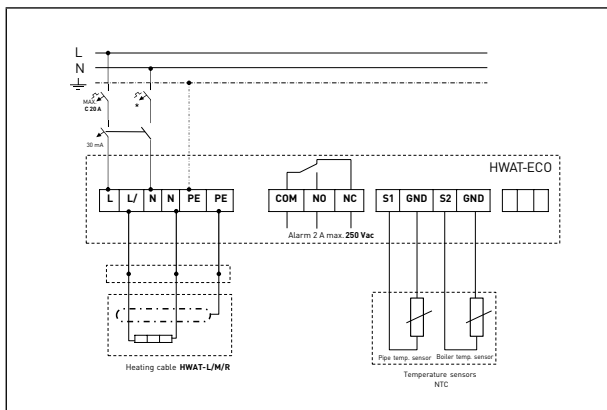 L
N
MAX.
C 20 A
*
30 mA
HWAT-ECO
L L/ N N PE PE
COM NO NC
S1 GND S2 GND
Alarm 2 A max. 250 Vac
Pipe temp. sensor Boiler temp. sensor
Heating cable HWAT-L/M/R
Temperature sensors
NTC